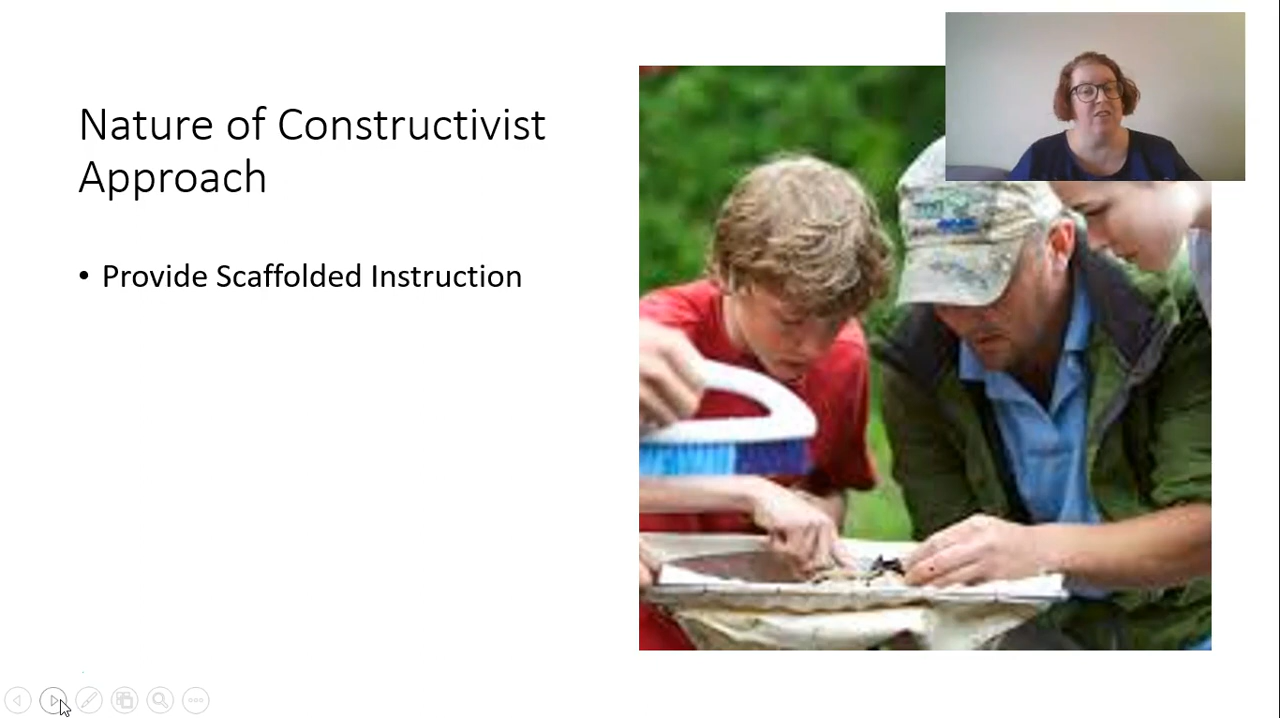 Nature of Constructivist
Approach
• Provide Scaffolded Instruction